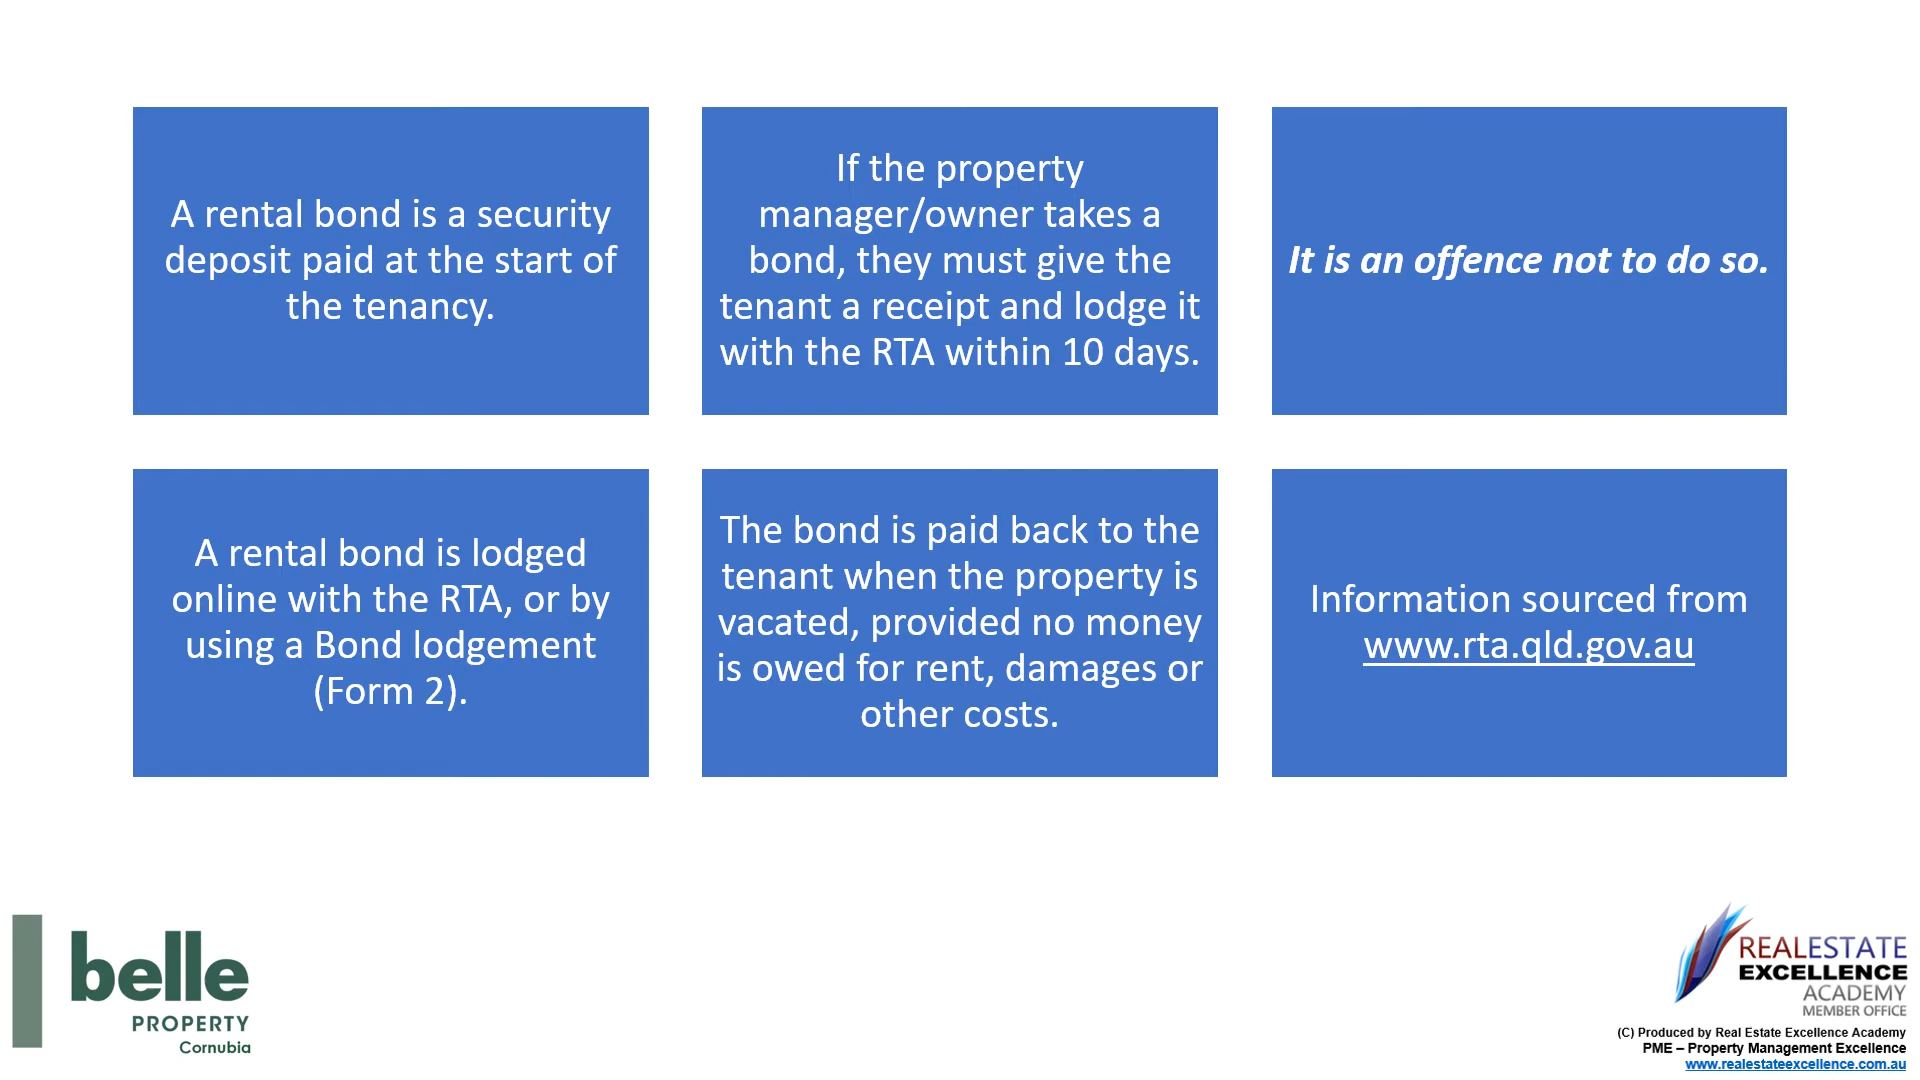 A rental bond is a security
deposit paid at the start of
the tenancy.
If the property
manager/owner takes a
bond, they must give the
tenant a receipt and lodge it
with the RTA within 10 days.
It is an offence not to do so.
A rental bond is lodged
online with the RTA, or by
using a Bond lodgement
(Form 2).
The bond is paid back to the
tenant when the property is
vacated, provided no money
is owed for rent, damages or
other costs.
Information sourced from
www.rta.qld.gov.au
belle
PROPERTY
Cornubia
REALESTATE
EXCELLENCE
ACADEMY
MEMBER OFFICE
(C) Produced by Real Estate Excellence Academy
PME – Property Management Excellence
www.realestateexcellence.com.au